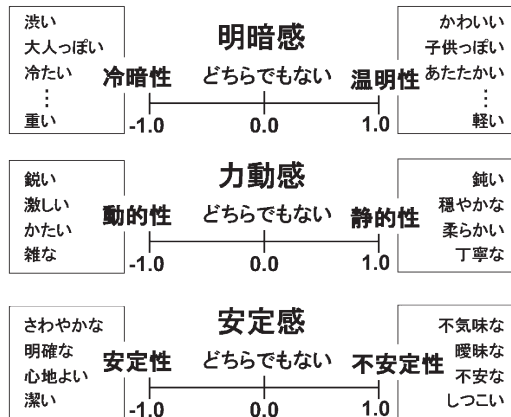 明暗感
渋い
大人っぽい
冷たい
⋮
重い
冷暗性
どちらでもない
温明性
かわいい
子供っぽい
あたたかい
⋮
軽い
-1.0
0.0
1.0
力動感
鋭い
激しい
かたい
雑な
動的性
どちらでもない
静的性
鈍い
穏やかな
柔らかい
丁寧な
-1.0
0.0
1.0
安定感
さわやかな
明確な
心地よい
潔い
安定性
どちらでもない
不安定性
不気味な
曖昧な
不安な
しつこい
-1.0
0.0
1.0